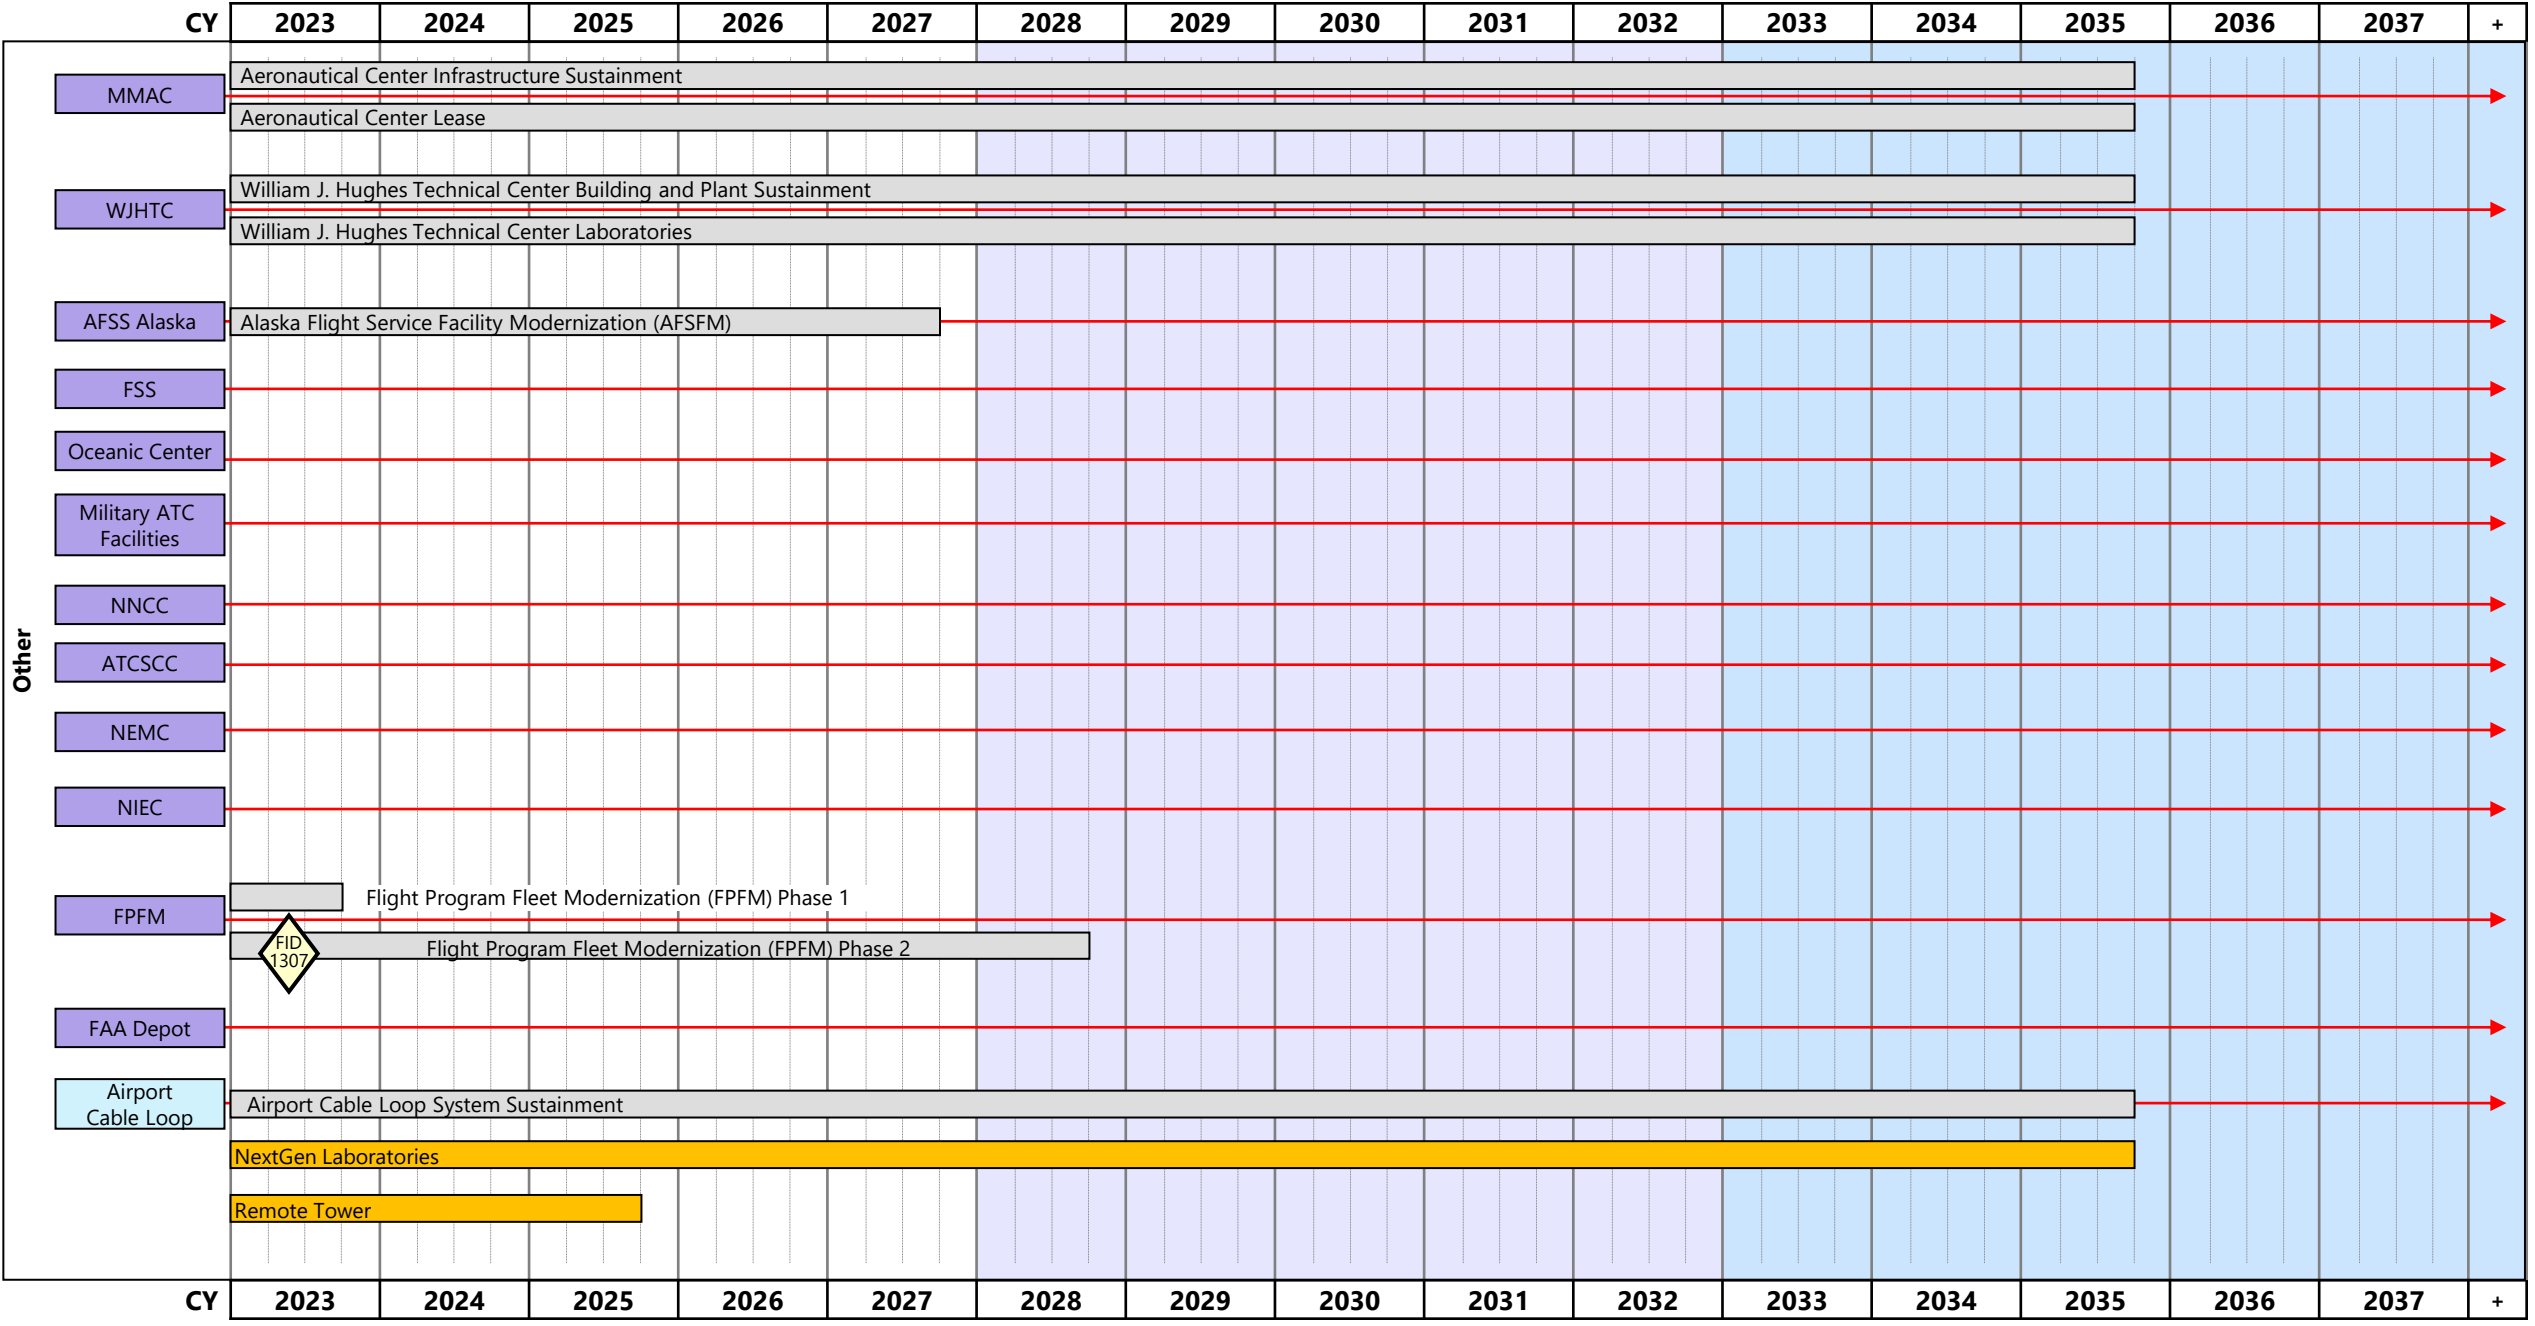 CY 2023 2024 2025 2026 2027 2028 2029 2030 2031 2032 2033 2034 2035 2036 2037 +
Other
MMAC
Aeronautical Center Infrastructure Sustainment
Aeronautical Center Lease
WJHTC
William J. Hughes Technical Center Building and Plant Sustainment
William J. Hughes Technical Center Laboratories
AFSS Alaska
Alaska Flight Service Facility Modernization (AFSFM)
FSS
Oceanic Center
Military ATC
Facilities
NNCC
ATCSCC
NEMC
NIEC
FPFM
Flight Program Fleet Modernization (FPFM) Phase 1
FID
1307
Flight Program Fleet Modernization (FPFM) Phase 2
FAA Depot
Airport
Cable Loop
Airport Cable Loop System Sustainment
NextGen Laboratories
Remote Tower
CY 2023 2024 2025 2026 2027 2028 2029 2030 2031 2032 2033 2034 2035 2036 2037 +